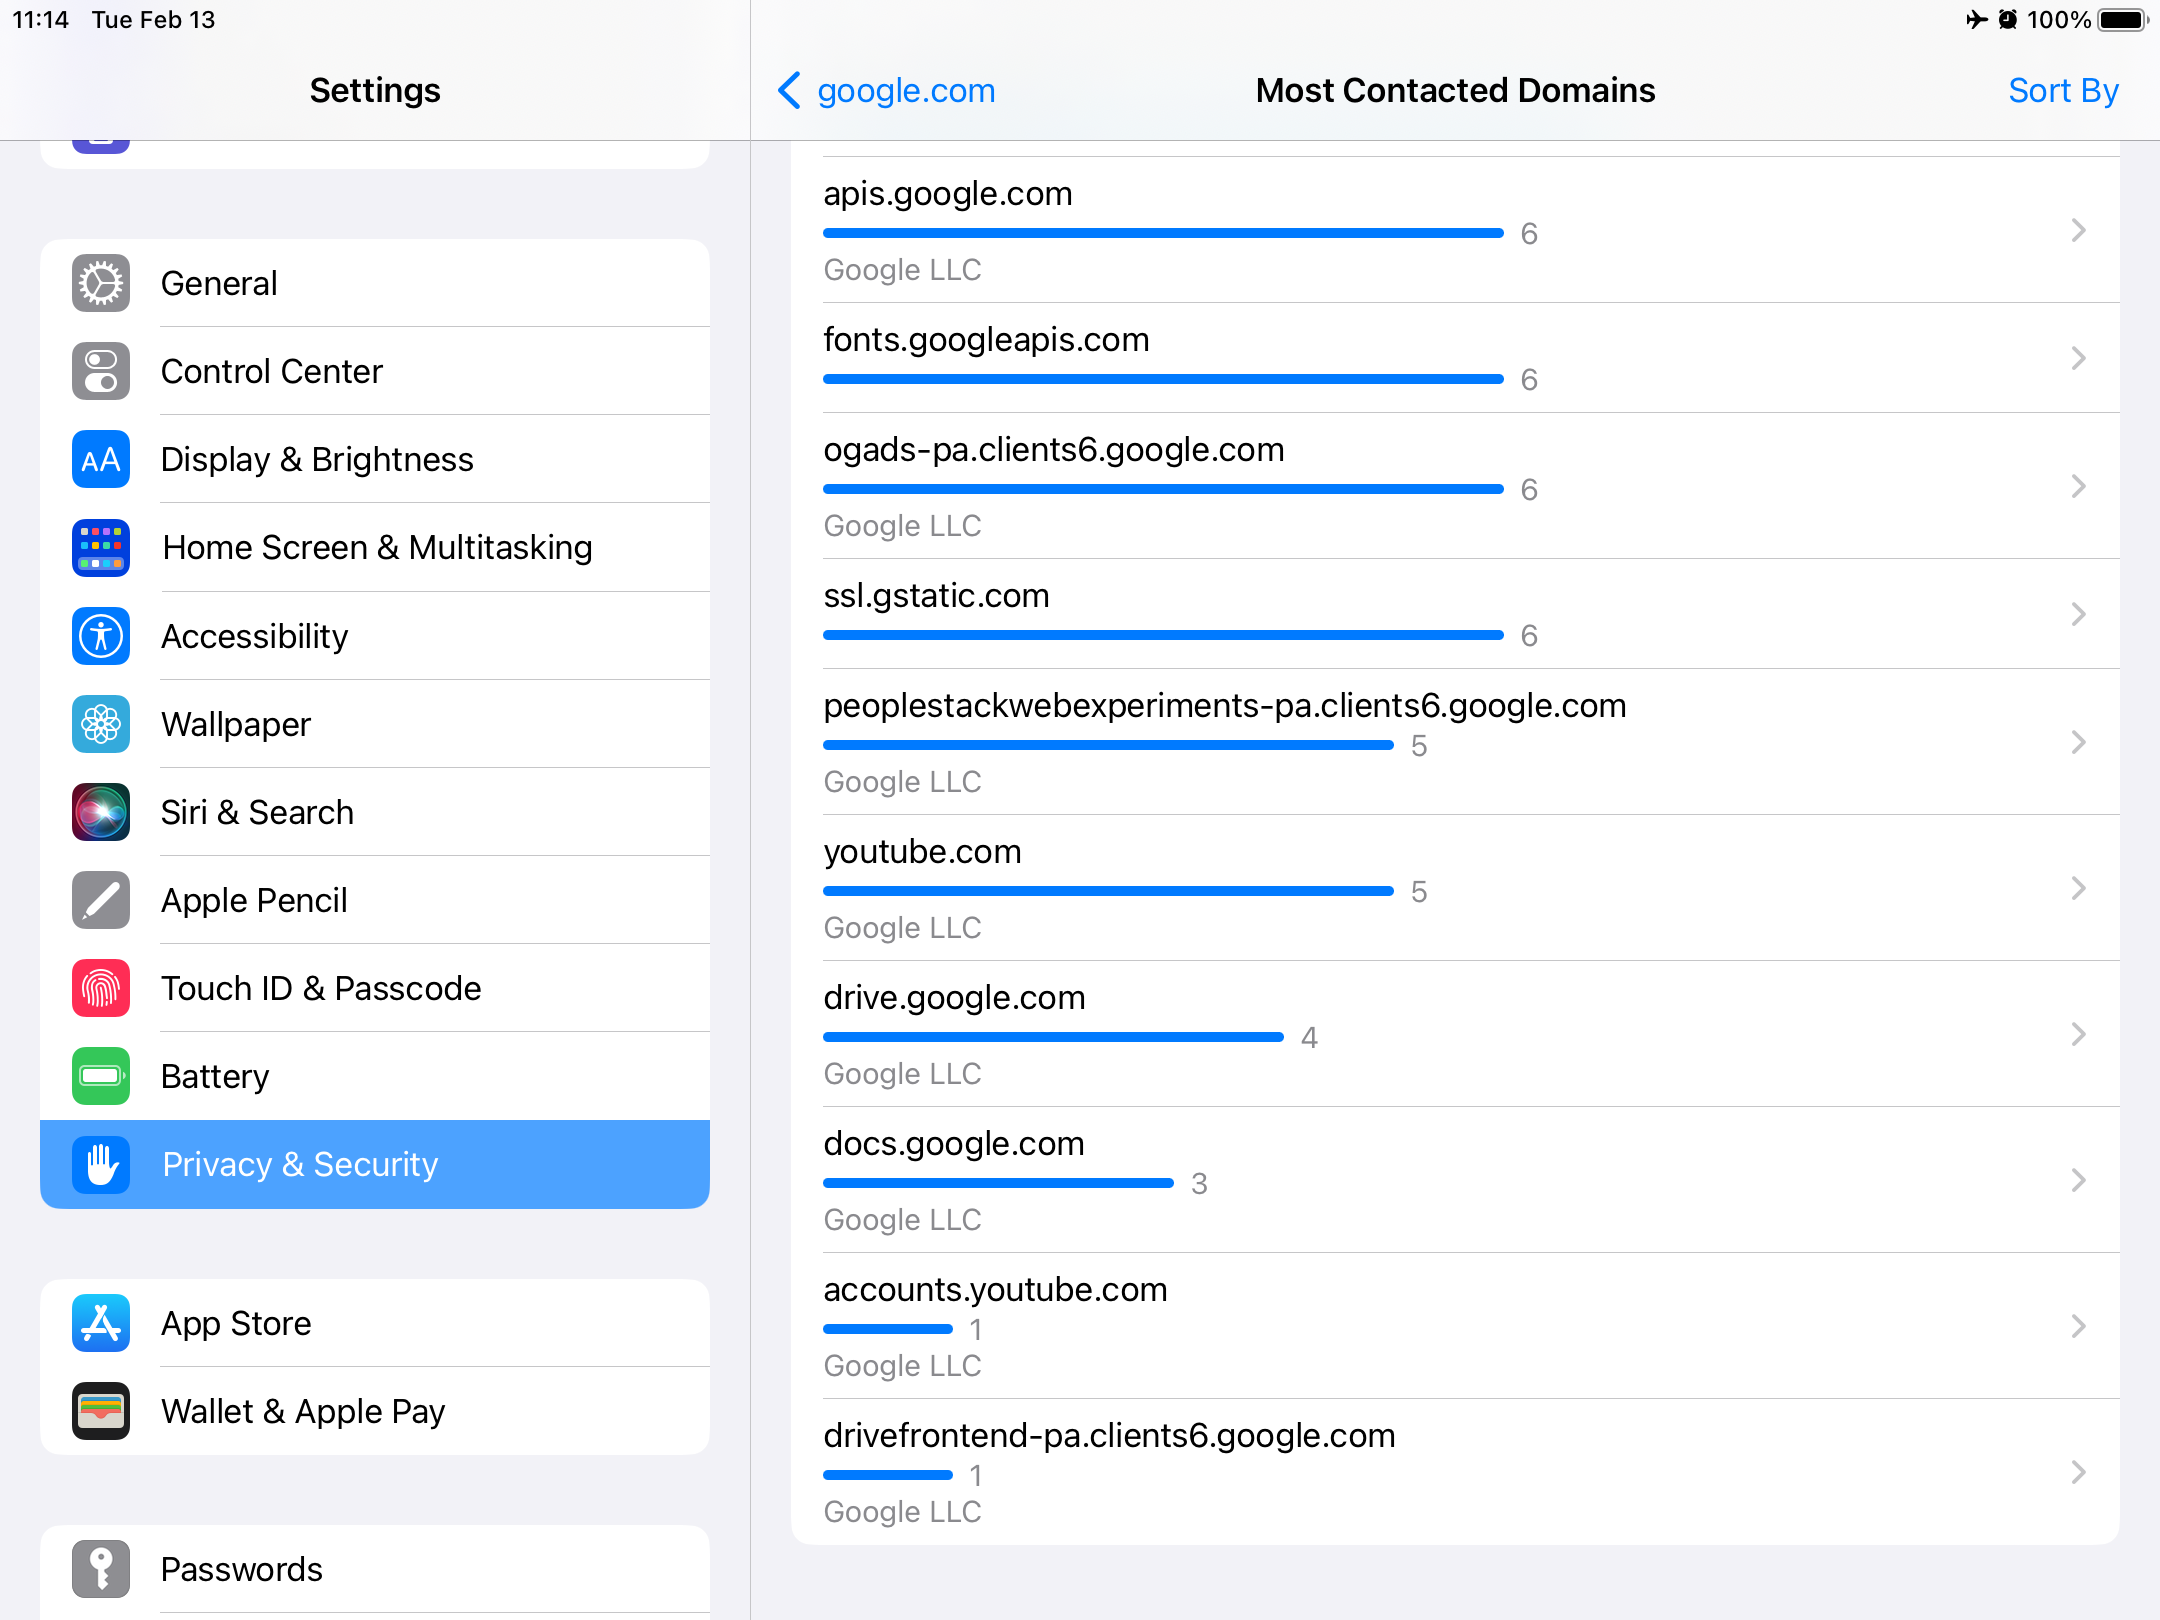 11:14 Tue Feb 13
100%
Settings
General
Control Center
AA Display & Brightness
Home Screen & Multitasking
Accessibility
Wallpaper
Siri & Search
Apple Pencil
Touch ID & Passcode
Battery
Privacy & Security
App Store
Wallet & Apple Pay
Passwords
google.com
Most Contacted Domains
Sort By
apis.google.com
6
Google LLC
fonts.googleapis.com
6
ogads-pa.clients6.google.com
6
Google LLC
ssl.gstatic.com
6
peoplestackwebexperiments-pa.clients6.google.com
5
Google LLC
youtube.com
5
Google LLC
drive.google.com
4
Google LLC
docs.google.com
3
Google LLC
accounts.youtube.com
1
Google LLC
drivefrontend-pa.clients6.google.com
1
Google LLC